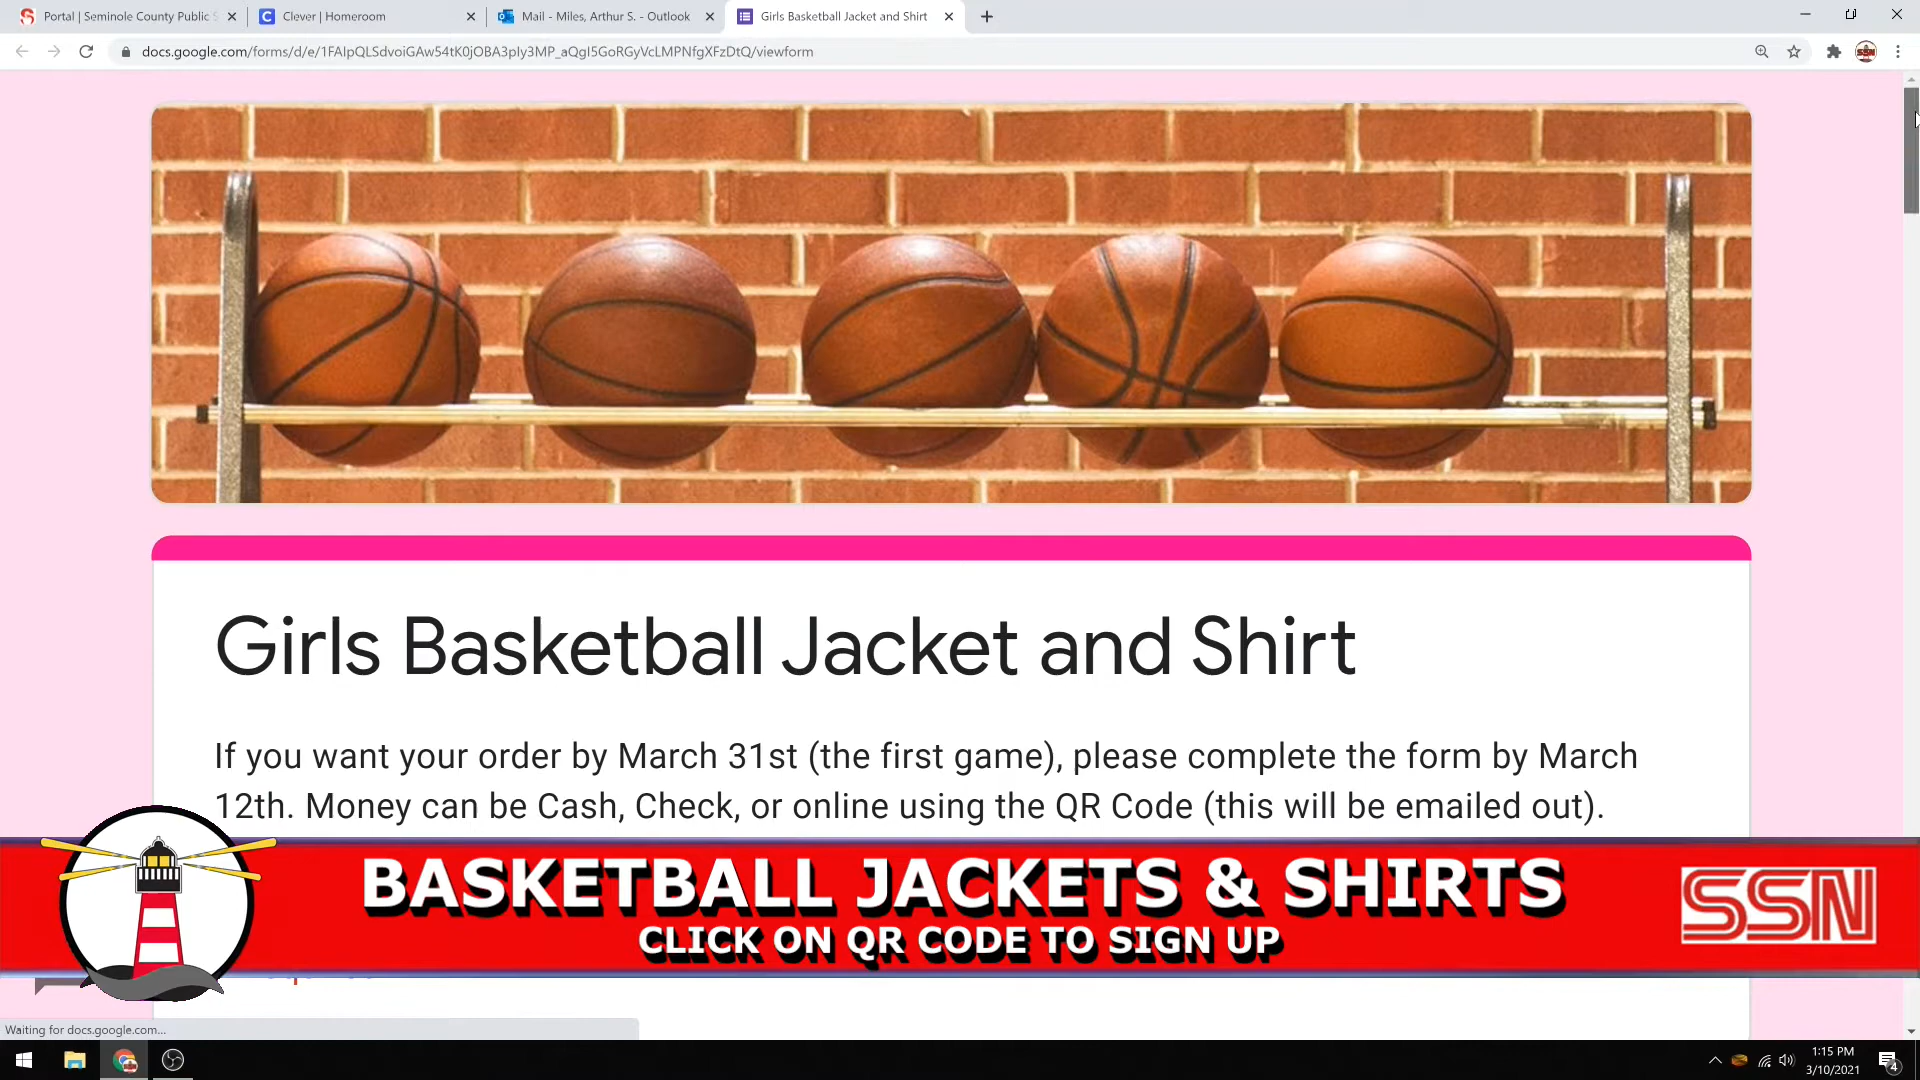 Portal | Seminole County Public S
Clever | Homeroom
Mail - Miles, Arthur S. - Outlook
Girls Basketball Jacket and Shirt
docs.google.com/forms/d/e/1FAIpQLSdvoiGAw54tK0jOBA3pIy3MP_aQgI5GoRGyVcLMPNfgXFzDtQ/viewform
Girls Basketball Jacket and Shirt
If you want your order by March 31st (the first game), please complete the form by March
12th. Money can be Cash, Check, or online using the QR Code (this will be emailed out).
BASKETBALL JACKETS & SHIRTS
CLICK ON QR CODE TO SIGN UP
SSN
Waiting for docs.google.com...
1:15 PM
3/10/2021
4